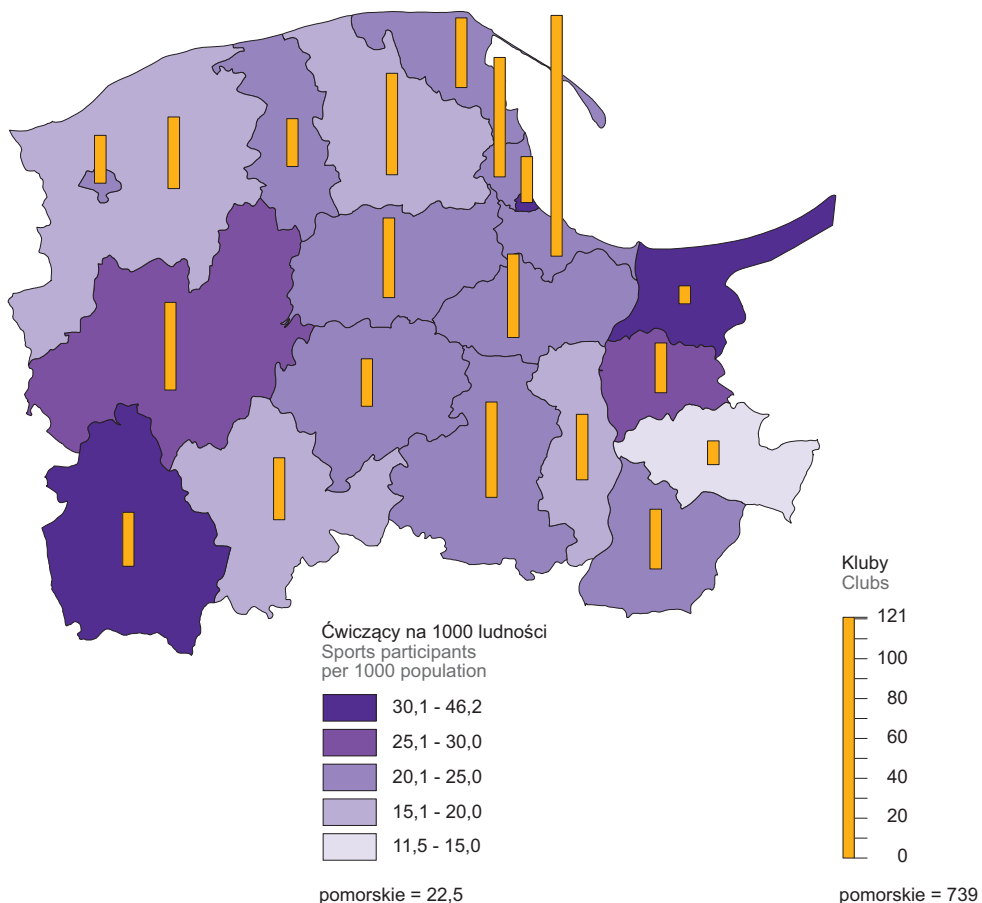 Ćwiczący na 1000 ludności
Sports participants
per 1000 population
30,1 - 46,2
25,1 - 30,0
20,1 - 25,0
15,1 - 20,0
11,5 - 15,0
pomorskie = 22,5
Kluby
Clubs
121
100
80
60
40
20
0
pomorskie = 739